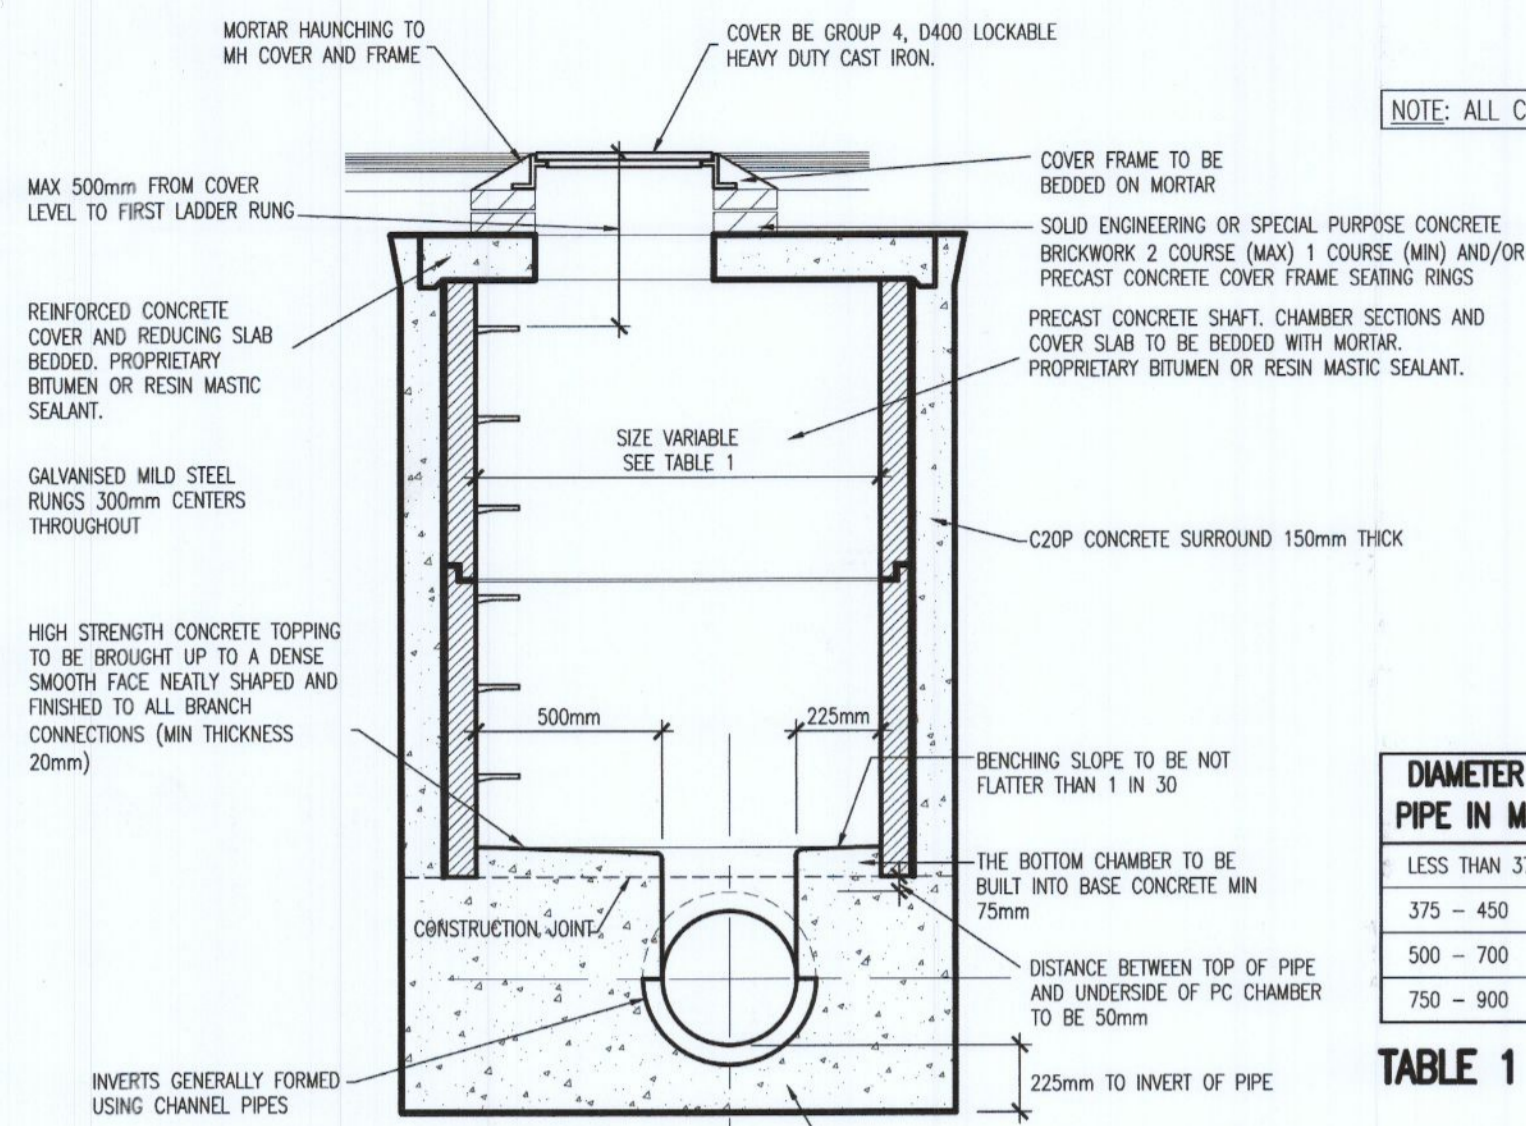 MORTAR HAUNCHING TO
MH COVER AND FRAME
COVER BE GROUP 4, D400 LOCKABLE
HEAVY DUTY CAST IRON.
NOTE: ALL C
MAX 500mm FROM COVER
LEVEL TO FIRST LADDER RUNG
COVER FRAME TO BE
BEDDED ON MORTAR
SOLID ENGINEERING OR SPECIAL PURPOSE CONCRETE
BRICKWORK 2 COURSE (MAX) 1 COURSE (MIN) AND/OR
PRECAST CONCRETE COVER FRAME SEATING RINGS
REINFORCED CONCRETE
COVER AND REDUCING SLAB
BEDDED. PROPRIETARY
BITUMEN OR RESIN MASTIC
SEALANT.
PRECAST CONCRETE SHAFT. CHAMBER SECTIONS AND
COVER SLAB TO BE BEDDED WITH MORTAR.
PROPRIETARY BITUMEN OR RESIN MASTIC SEALANT.
SIZE VARIABLE
SEE TABLE 1
GALVANISED MILD STEEL
RUNGS 300mm CENTERS
THROUGHOUT
C20P CONCRETE SURROUND 150mm THICK
HIGH STRENGTH CONCRETE TOPPING
TO BE BROUGHT UP TO A DENSE
SMOOTH FACE NEATLY SHAPED AND
FINISHED TO ALL BRANCH
CONNECTIONS (MIN THICKNESS
20mm)
500mm
225mm
BENCHING SLOPE TO BE NOT
FLATTER THAN 1 IN 30
THE BOTTOM CHAMBER TO BE
BUILT INTO BASE CONCRETE MIN
75mm
CONSTRUCTION JOINT
DISTANCE BETWEEN TOP OF PIPE
AND UNDERSIDE OF PC CHAMBER
TO BE 50mm
INVERTS GENERALLY FORMED
USING CHANNEL PIPES
225mm TO INVERT OF PIPE
DIAMETER
PIPE IN M
LESS THAN 37
375 - 450
500 - 700
750 - 900
TABLE 1